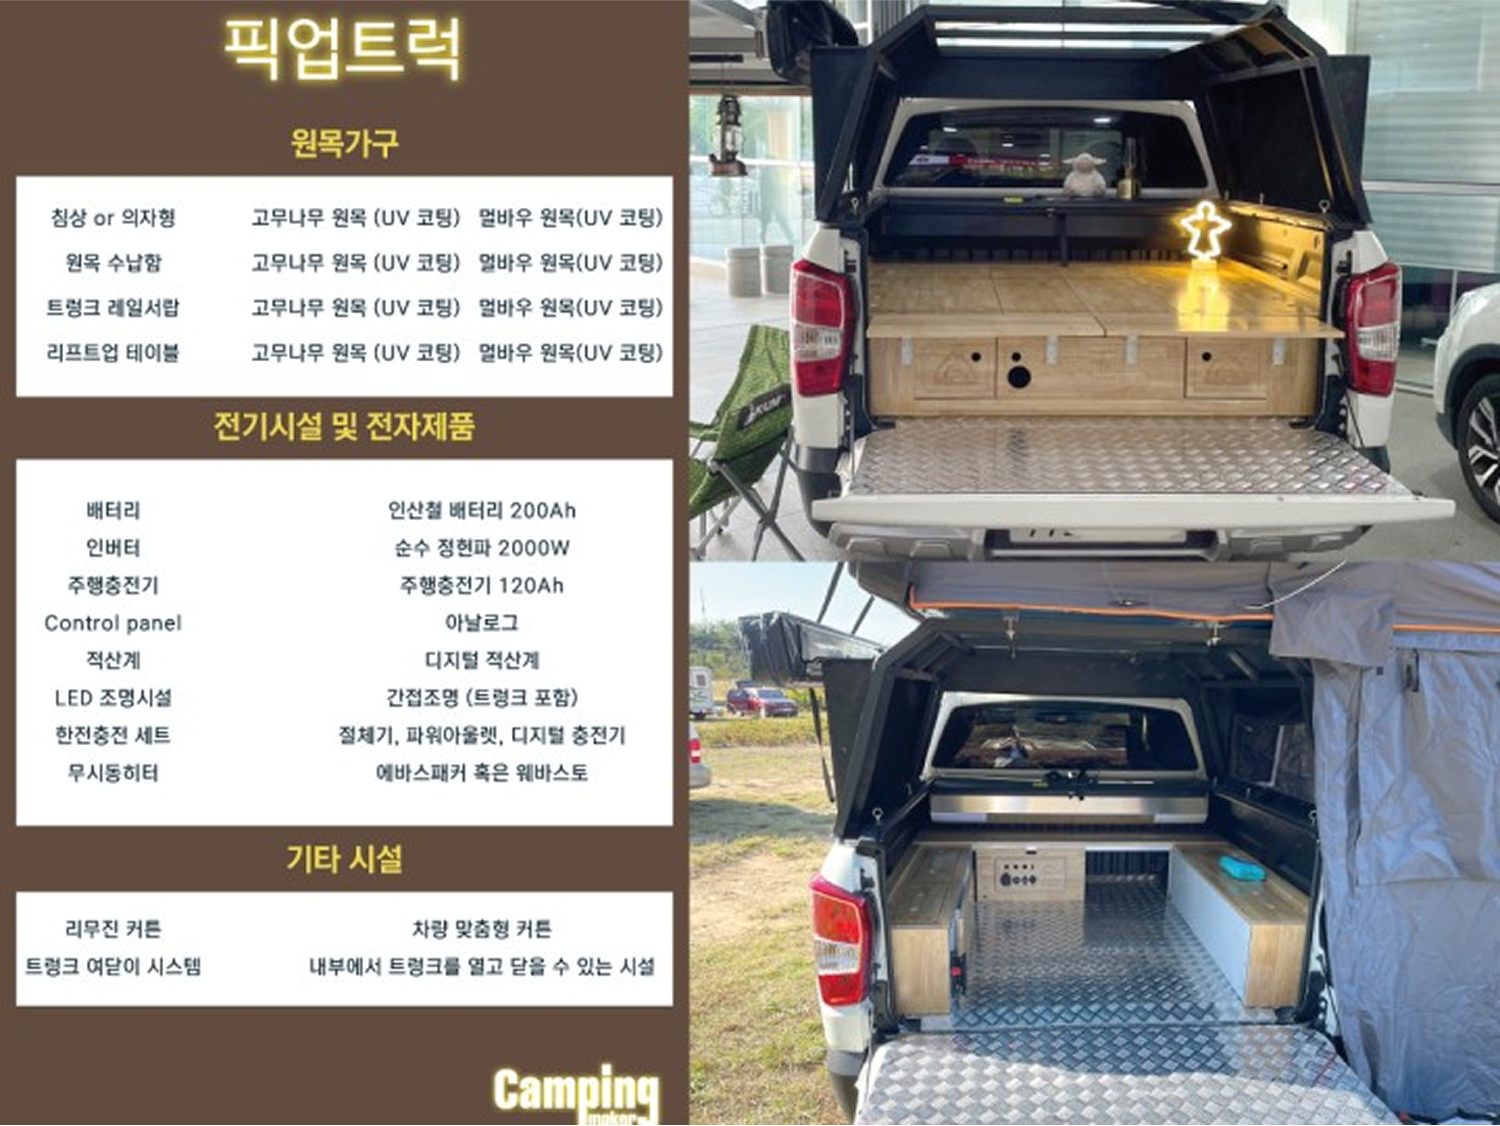 픽업트럭
원목가구
침상 or 의자형 고무나무 원목 (UV 코팅) 멀바우 원목(UV 코팅)
원목 수납함 고무나무 원목 (UV 코팅) 멀바우 원목(UV 코팅)
트렁크 레일서랍 고무나무 원목 (UV 코팅) 멀바우 원목(UV 코팅)
리프트업 테이블 고무나무 원목 (UV 코팅) 멀바우 원목(UV 코팅)
전기시설 및 전자제품
배터리 인산철 배터리 200Ah
인버터 순수 정현파 2000W
주행충전기 주행충전기 120Ah
Control panel 아날로그
적산계 디지털 적산계
LED 조명시설 간접조명 (트렁크 포함)
한전충전 세트 절체기, 파워아울렛, 디지털 충전기
무시동히터 에바스패커 혹은 웨바스토
기타 시설
리무진 커튼 차량 맞춤형 커튼
트렁크 여닫이 시스템 내부에서 트렁크를 열고 닫을 수 있는 시설
Camping
maker